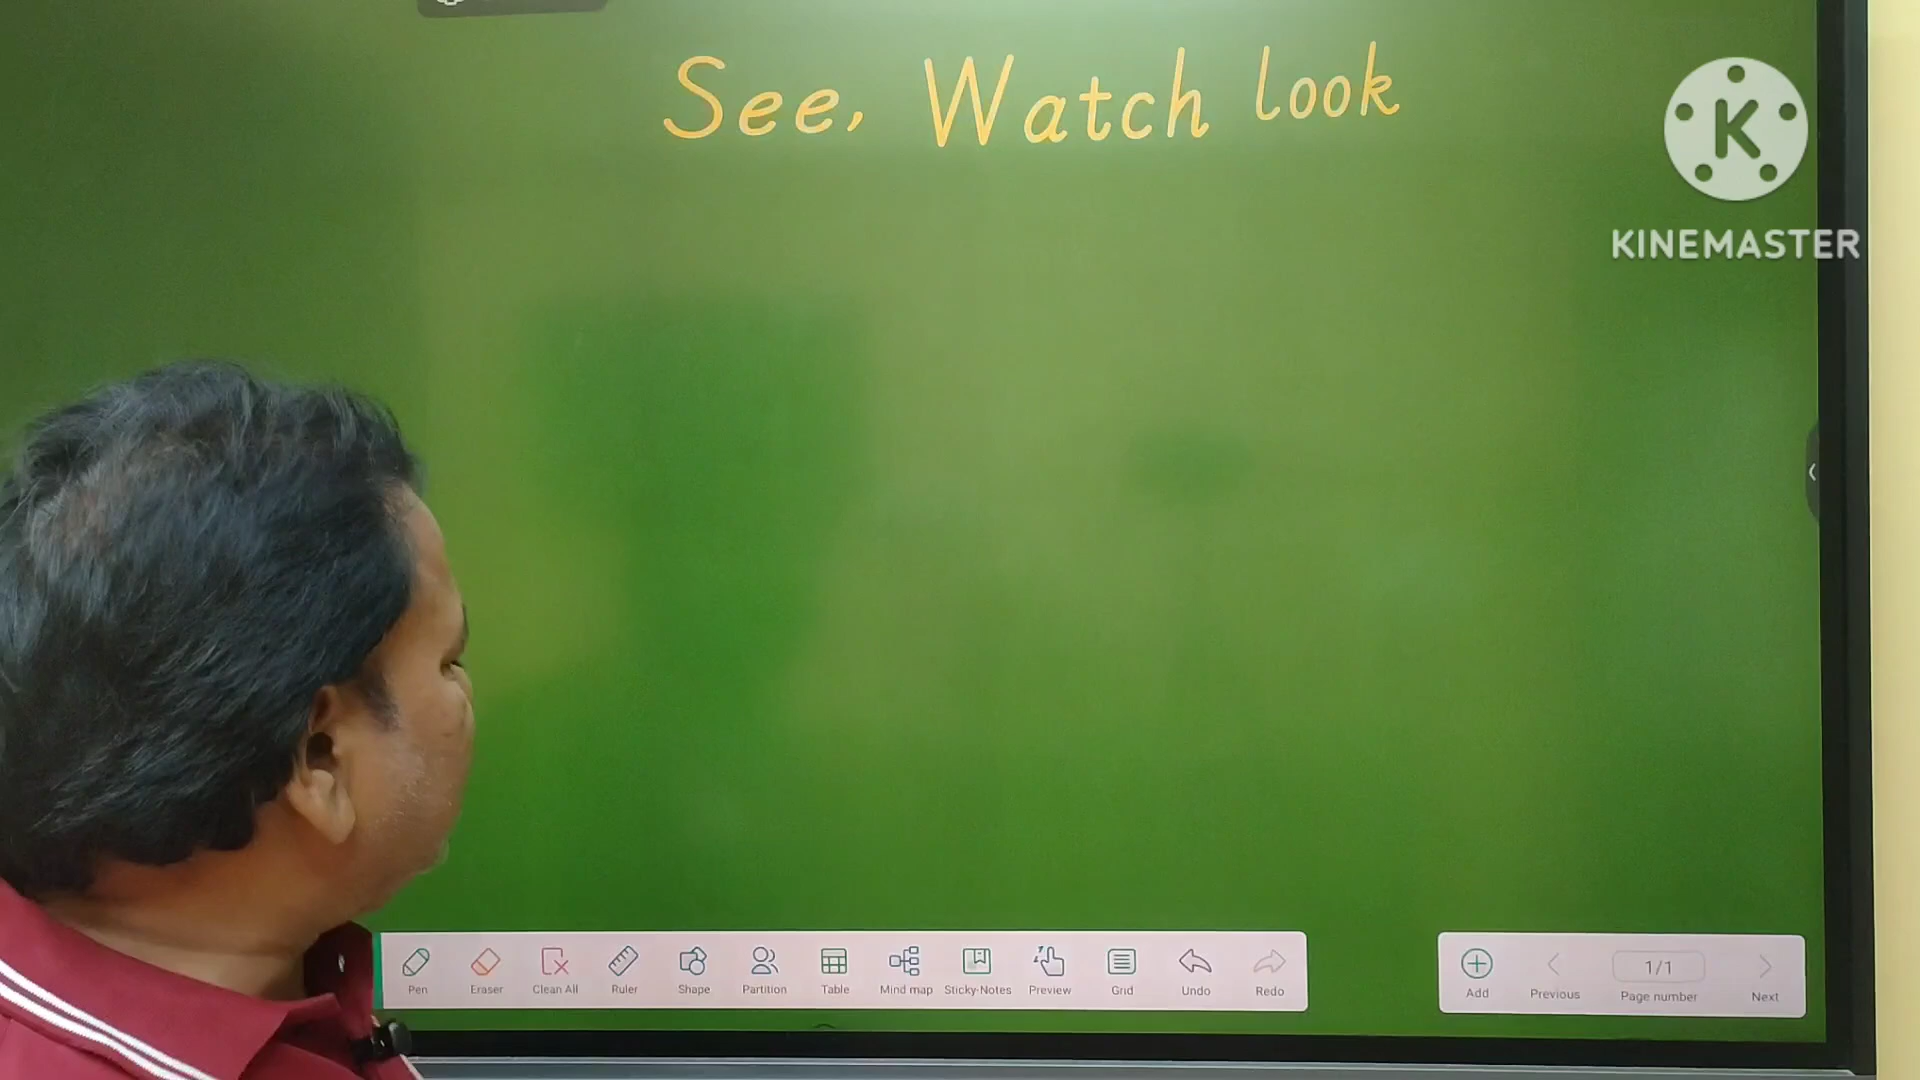 See, Watch look
K
KINEMASTER
Pen Eraser Clean All Ruler Shape Partition Table Mind map Sticky-Notes Preview Grid Undo Redo
Add Previous 1/1 Page number Next